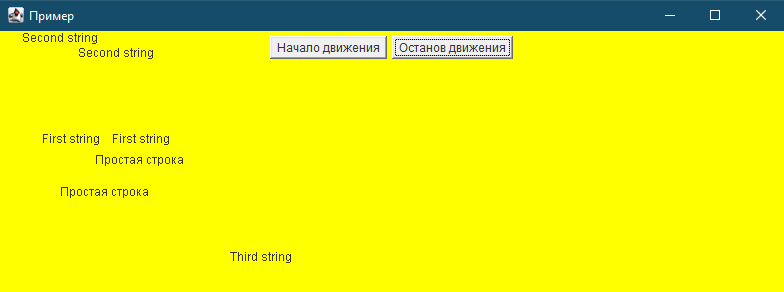 Пример
Second string
Second string
Начало движения
Останов движения
First string
First string
Простая строка
Простая строка
Third string